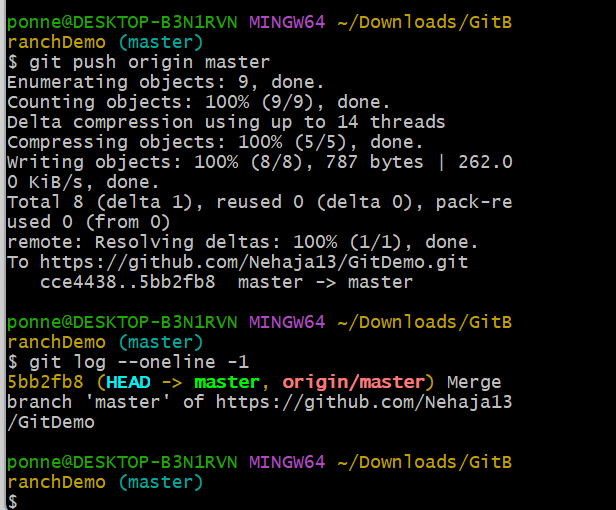 ponne@DESKTOP-B3N1RVN MINGW64 ~/Downloads/GitB
ranchDemo (master)
$ git push origin master
Enumerating objects: 9, done.
Counting objects: 100% (9/9), done.
Delta compression using up to 14 threads
Compressing objects: 100% (5/5), done.
Writing objects: 100% (8/8), 787 bytes | 262.0
0 KiB/s, done.
Total 8 (delta 1), reused 0 (delta 0), pack-re
used 0 (from 0)
remote: Resolving deltas: 100% (1/1), done.
To https://github.com/Nehaja13/GitDemo.git
   cce4438..5bb2fb8  master -> master
ponne@DESKTOP-B3N1RVN MINGW64 ~/Downloads/GitB
ranchDemo (master)
$ git log --oneline -1
5bb2fb8 (HEAD -> master, origin/master) Merge
branch 'master' of https://github.com/Nehaja13
/GitDemo
ponne@DESKTOP-B3N1RVN MINGW64 ~/Downloads/GitB
ranchDemo (master)
$